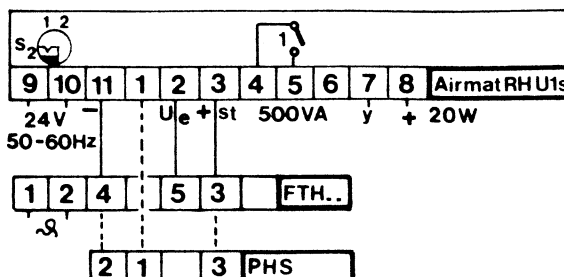 1 2
S2
1
9 10 11 1 2 3 4 5 6 7 8 Airmat RH U1s
24V - Ue + st 500VA y + 20W
50-60Hz
1 2 4 5 3 FTH..
ϑ
2 1 3 PHS